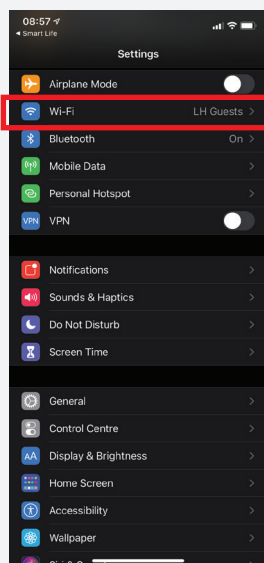 08:57
◀ Smart Life
Settings
Airplane Mode
Wi-Fi LH Guests
Bluetooth On
Mobile Data
Personal Hotspot
VPN VPN
Notifications
Sounds & Haptics
Do Not Disturb
Screen Time
General
Control Centre
AA Display & Brightness
Home Screen
Accessibility
Wallpaper